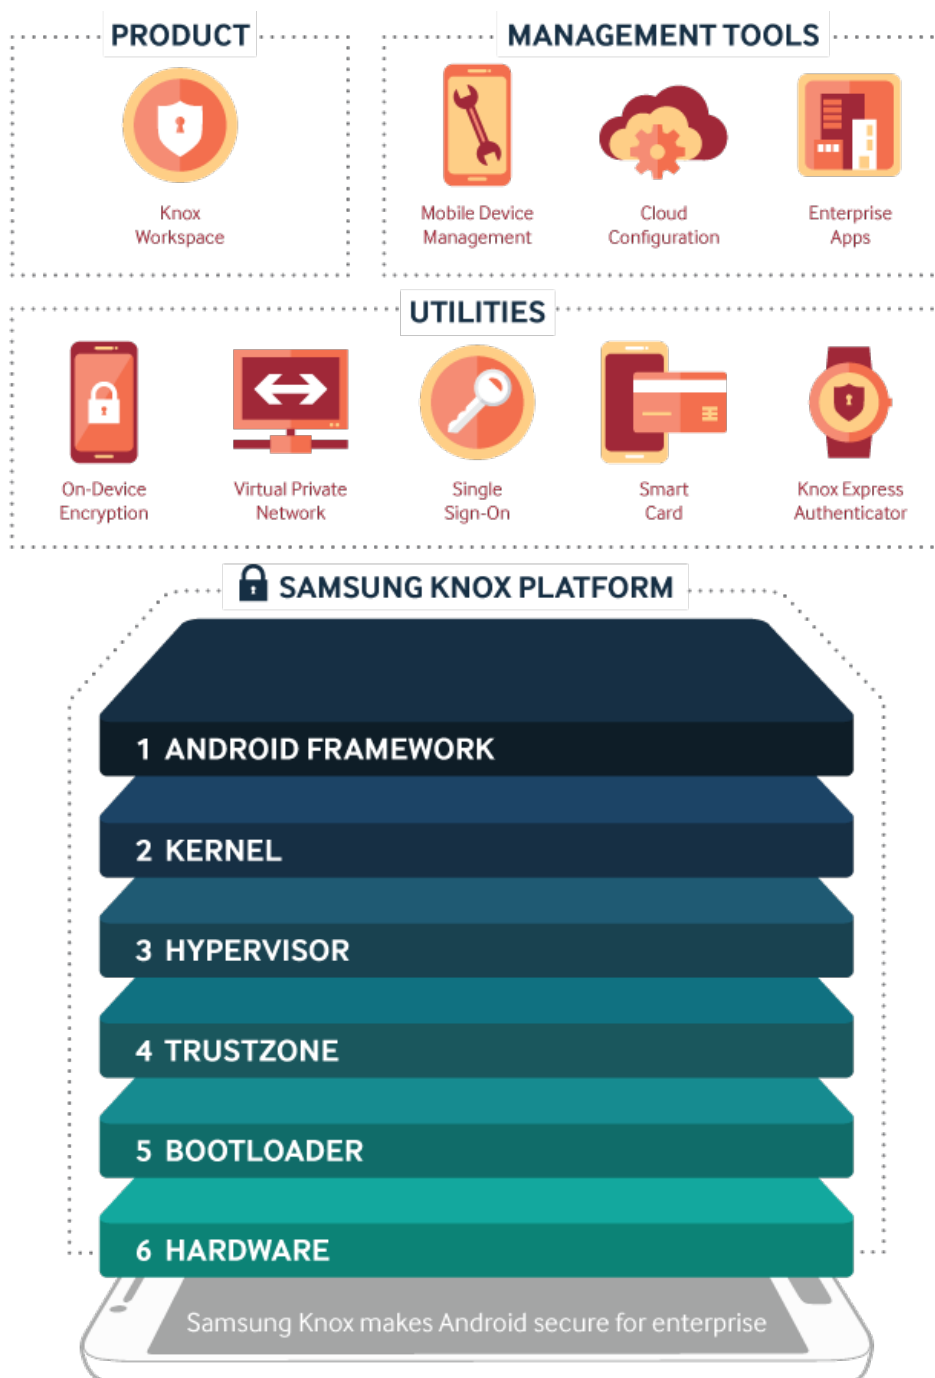 PRODUCT
Knox
Workspace
MANAGEMENT TOOLS
Mobile Device
Management
Cloud
Configuration
Enterprise
Apps
UTILITIES
On-Device
Encryption
Virtual Private
Network
Single
Sign-On
Smart
Card
Knox Express
Authenticator
SAMSUNG KNOX PLATFORM
1 ANDROID FRAMEWORK
2 KERNEL
3 HYPERVISOR
4 TRUSTZONE
5 BOOTLOADER
6 HARDWARE
Samsung Knox makes Android secure for enterprise